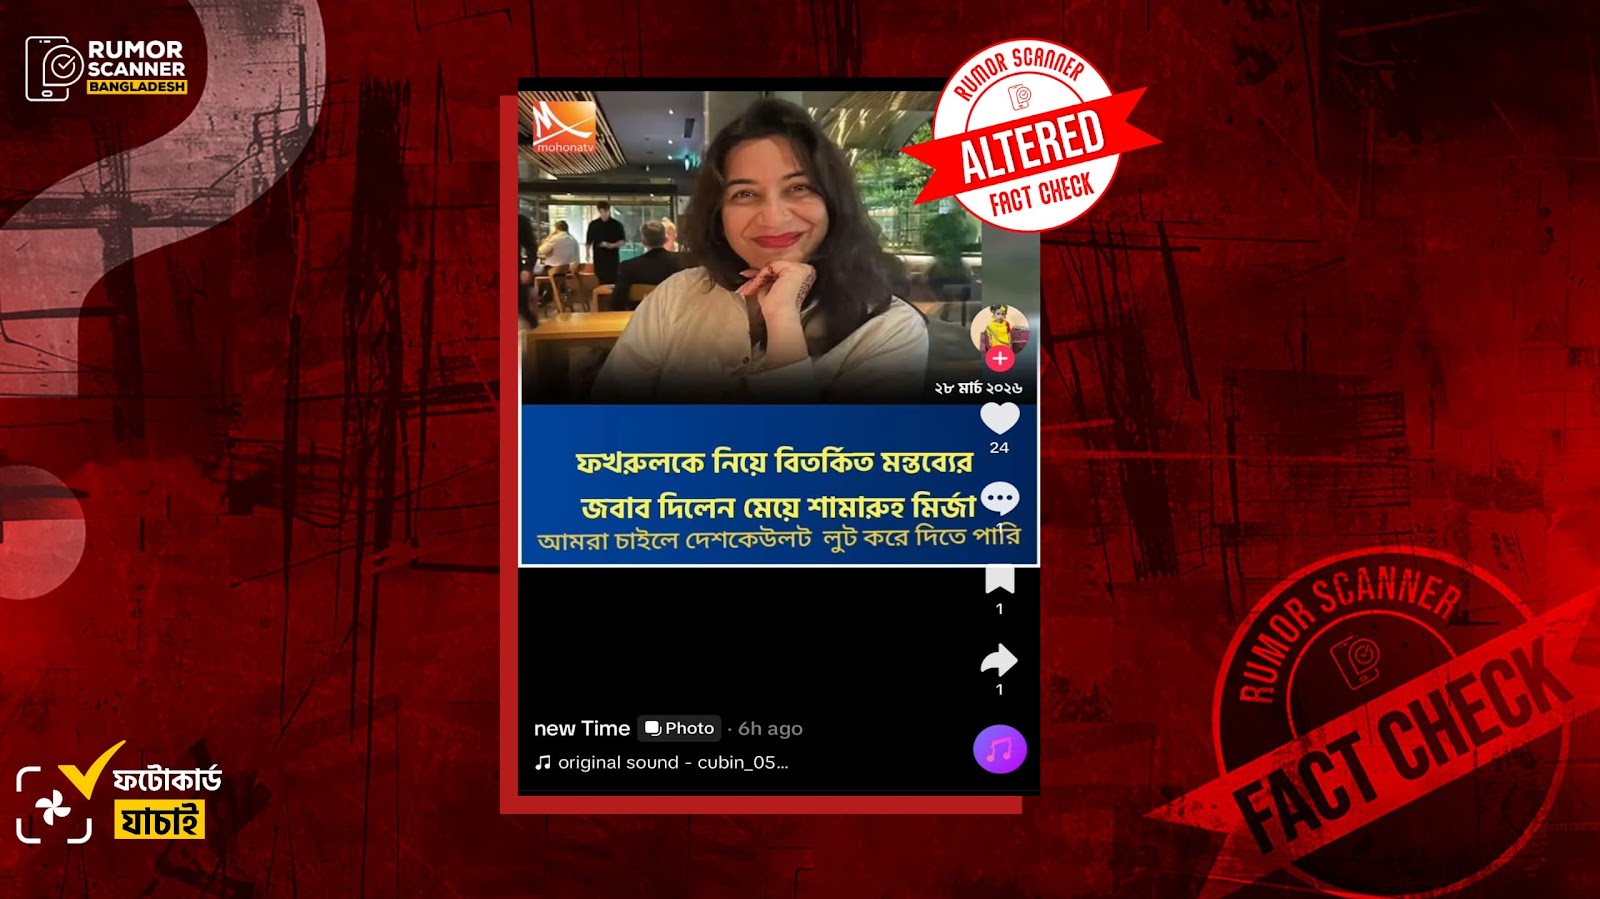 RUMOR
SCANNER
BANGLADESH
mohonatv
RUMOR SCANNER
ALTERED
FACT CHECK
২৮ মার্চ ২০২৬
24
ফখরুলকে নিয়ে বিতর্কিত মন্তব্যের
জবাব দিলেন মেয়ে শামারুহ মির্জা
1
আমরা চাইলে দেশকেউলট লুট করে দিতে পারি
1
1
new Time Photo · 6h ago
original sound - cubin_05...
ফটোকার্ড
যাচাই
RUMOR SCANNER
FACT CHECK